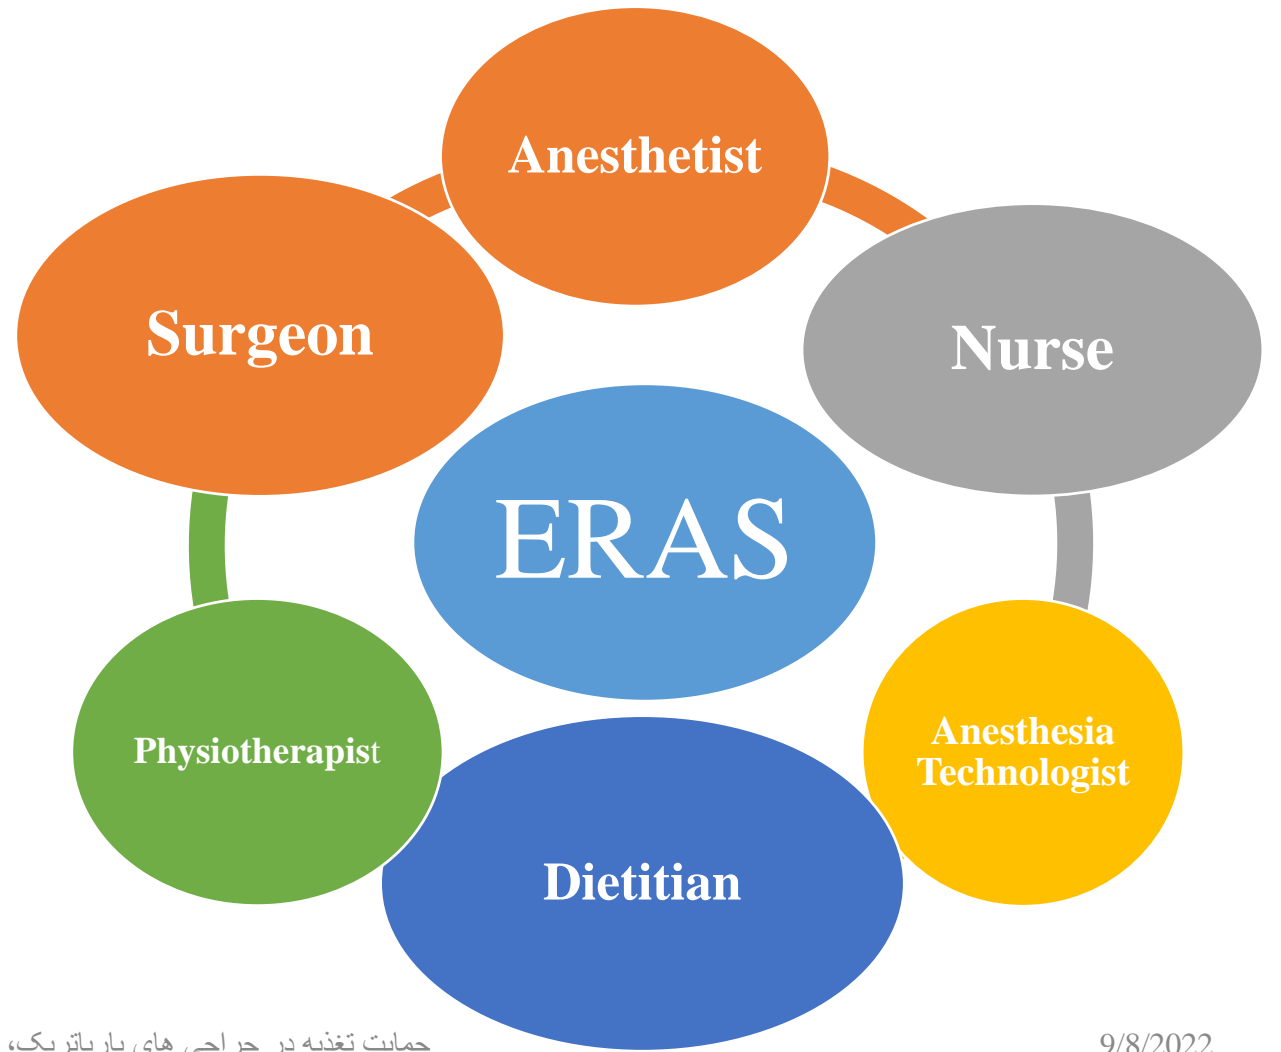 Anesthetist
Surgeon
Nurse
ERAS
Physiotherapist
Anesthesia
Technologist
Dietitian
حمایت تغذیه در جراحی های باریاتریک،
9/8/2022